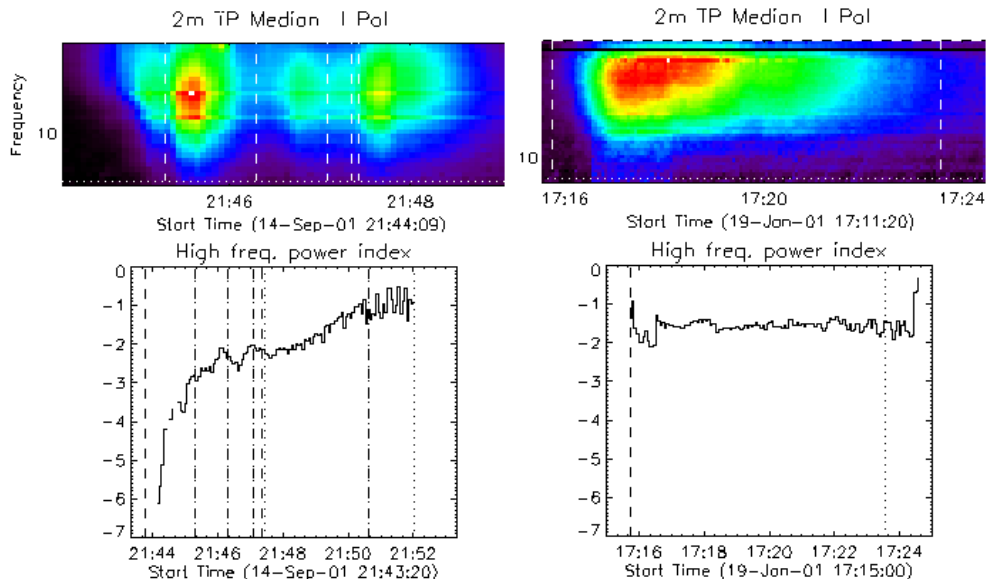 2m TP Median I Pol
Frequency
10
21:46 21:48
Start Time (14-Sep-01 21:44:09)
2m TP Median I Pol
10
17:16 17:20 17:24
Start Time (19-Jan-01 17:11:20)
High freq. power index
0
-1
-2
-3
-4
-5
-6
-7
21:44 21:46 21:48 21:50 21:52
Start Time (14-Sep-01 21:43:20)
High freq. power index
0
-1
-2
-3
-4
-5
-6
-7
17:16 17:18 17:20 17:22 17:24
Start Time (19-Jan-01 17:15:00)